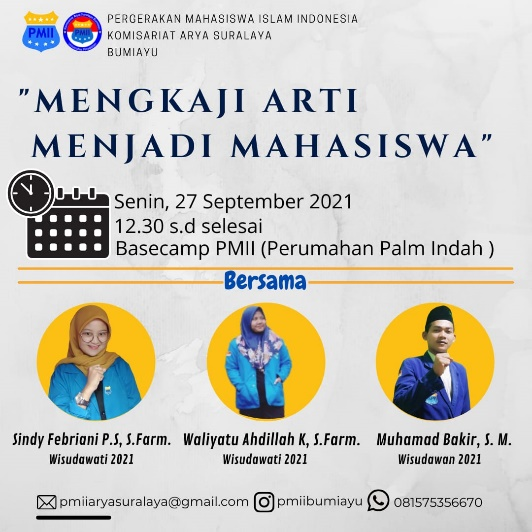 PMII
PMII
PERGERAKAN MAHASISWA ISLAM INDONESIA
KOMISARIAT ARYA SURALAYA
BUMIAYU
"MENGKAJI ARTI
MENJADI MAHASISWA"
Senin, 27 September 2021
12.30 s.d selesai
Basecamp PMII (Perumahan Palm Indah )
Bersama
Sindy Febriani P.S, S.Farm.
Wisudawati 2021
Waliyatu Ahdillah K, S.Farm.
Wisudawati 2021
Muhamad Bakir, S. M.
Wisudawan 2021
pmiiaryasuralaya@gmail.com
pmiibumiayu
081575356670